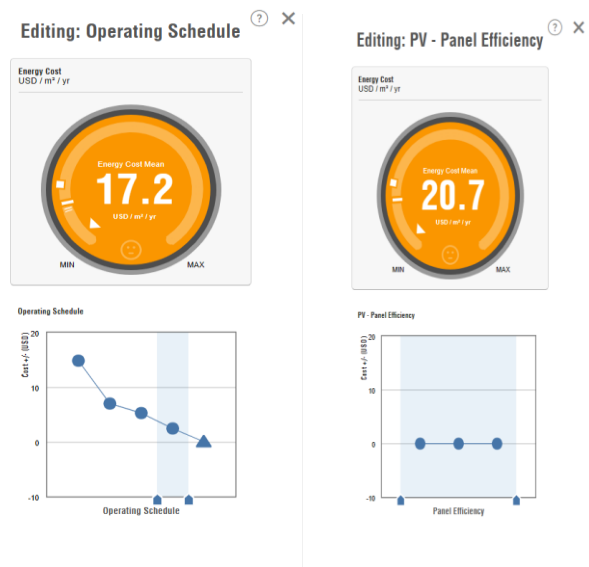 Editing: Operating Schedule
?
Energy Cost
USD / m² / yr
Energy Cost Mean
17.2
USD / m² / yr
MIN
MAX
Operating Schedule
Cost +/- (USD)
20
10
0
-10
Operating Schedule
Editing: PV - Panel Efficiency
?
Energy Cost
USD / m² / yr
Energy Cost Mean
20.7
USD / m² / yr
MIN
MAX
PV - Panel Efficiency
Cost +/- (USD)
20
10
0
-10
Panel Efficiency